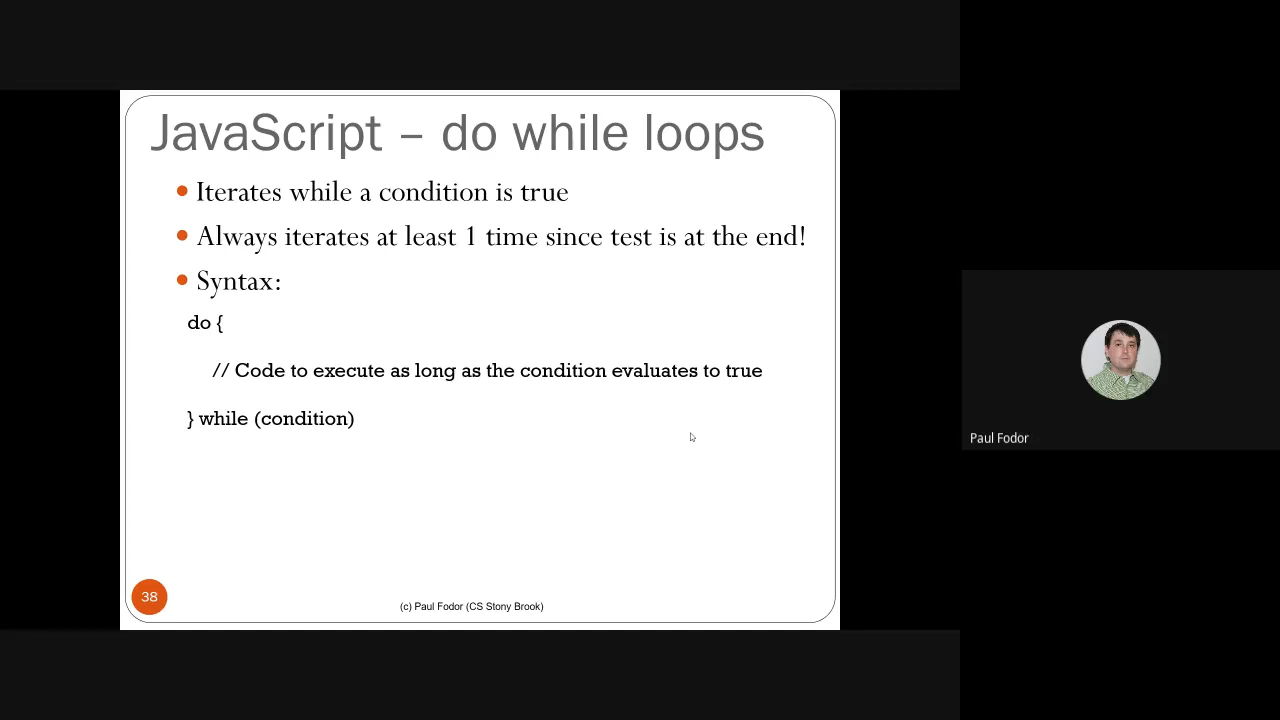 JavaScript – do while loops
Iterates while a condition is true
Always iterates at least 1 time since test is at the end!
Syntax:
do {
// Code to execute as long as the condition evaluates to true
} while (condition)
Paul Fodor
38
(c) Paul Fodor (CS Stony Brook)